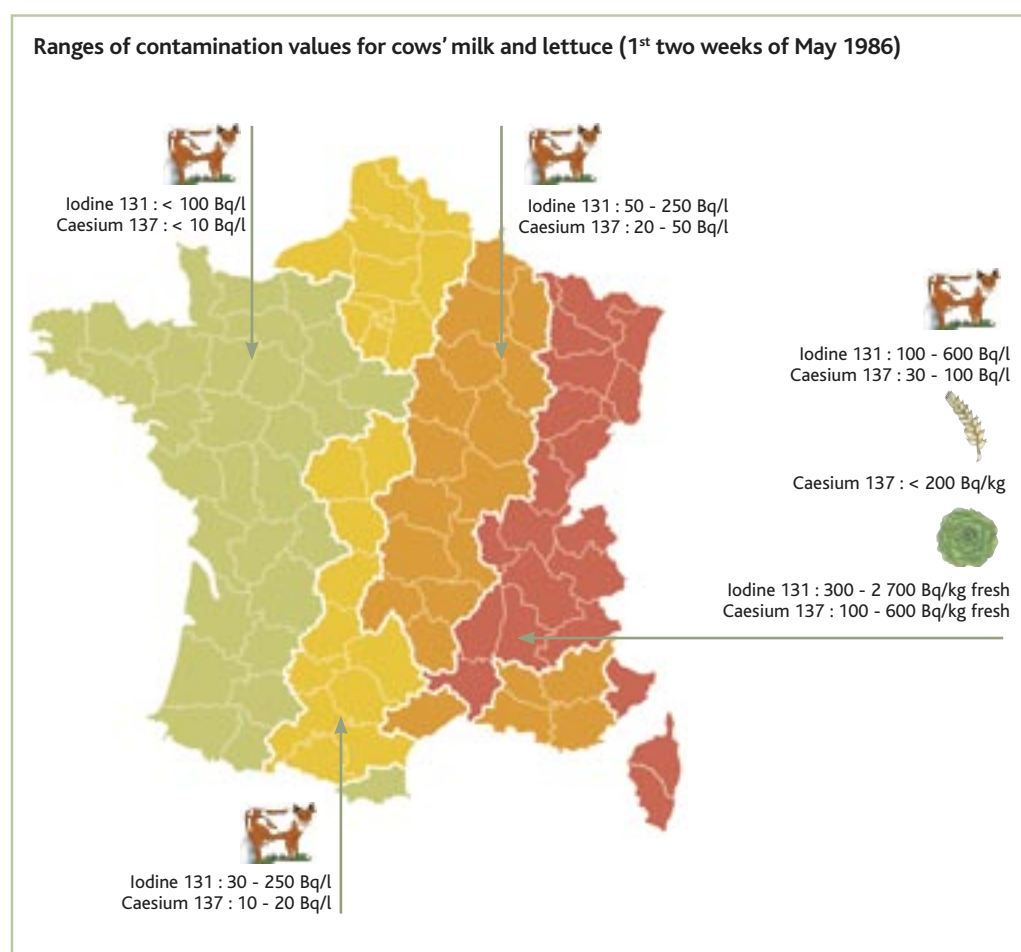 Ranges of contamination values for cows' milk and lettuce (1st two weeks of May 1986)
Iodine 131 : < 100 Bq/l
Caesium 137 : < 10 Bq/l
Iodine 131 : 50 - 250 Bq/l
Caesium 137 : 20 - 50 Bq/l
Iodine 131 : 100 - 600 Bq/l
Caesium 137 : 30 - 100 Bq/l
Caesium 137 : < 200 Bq/kg
Iodine 131 : 300 - 2 700 Bq/kg fresh
Caesium 137 : 100 - 600 Bq/kg fresh
Iodine 131 : 30 - 250 Bq/l
Caesium 137 : 10 - 20 Bq/l